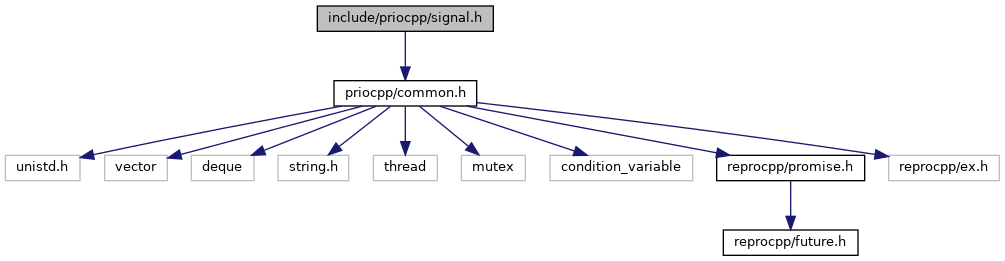 include/priocpp/signal.h
priocpp/common.h
unistd.h
vector
deque
string.h
thread
mutex
condition_variable
reprocpp/promise.h
reprocpp/ex.h
reprocpp/future.h